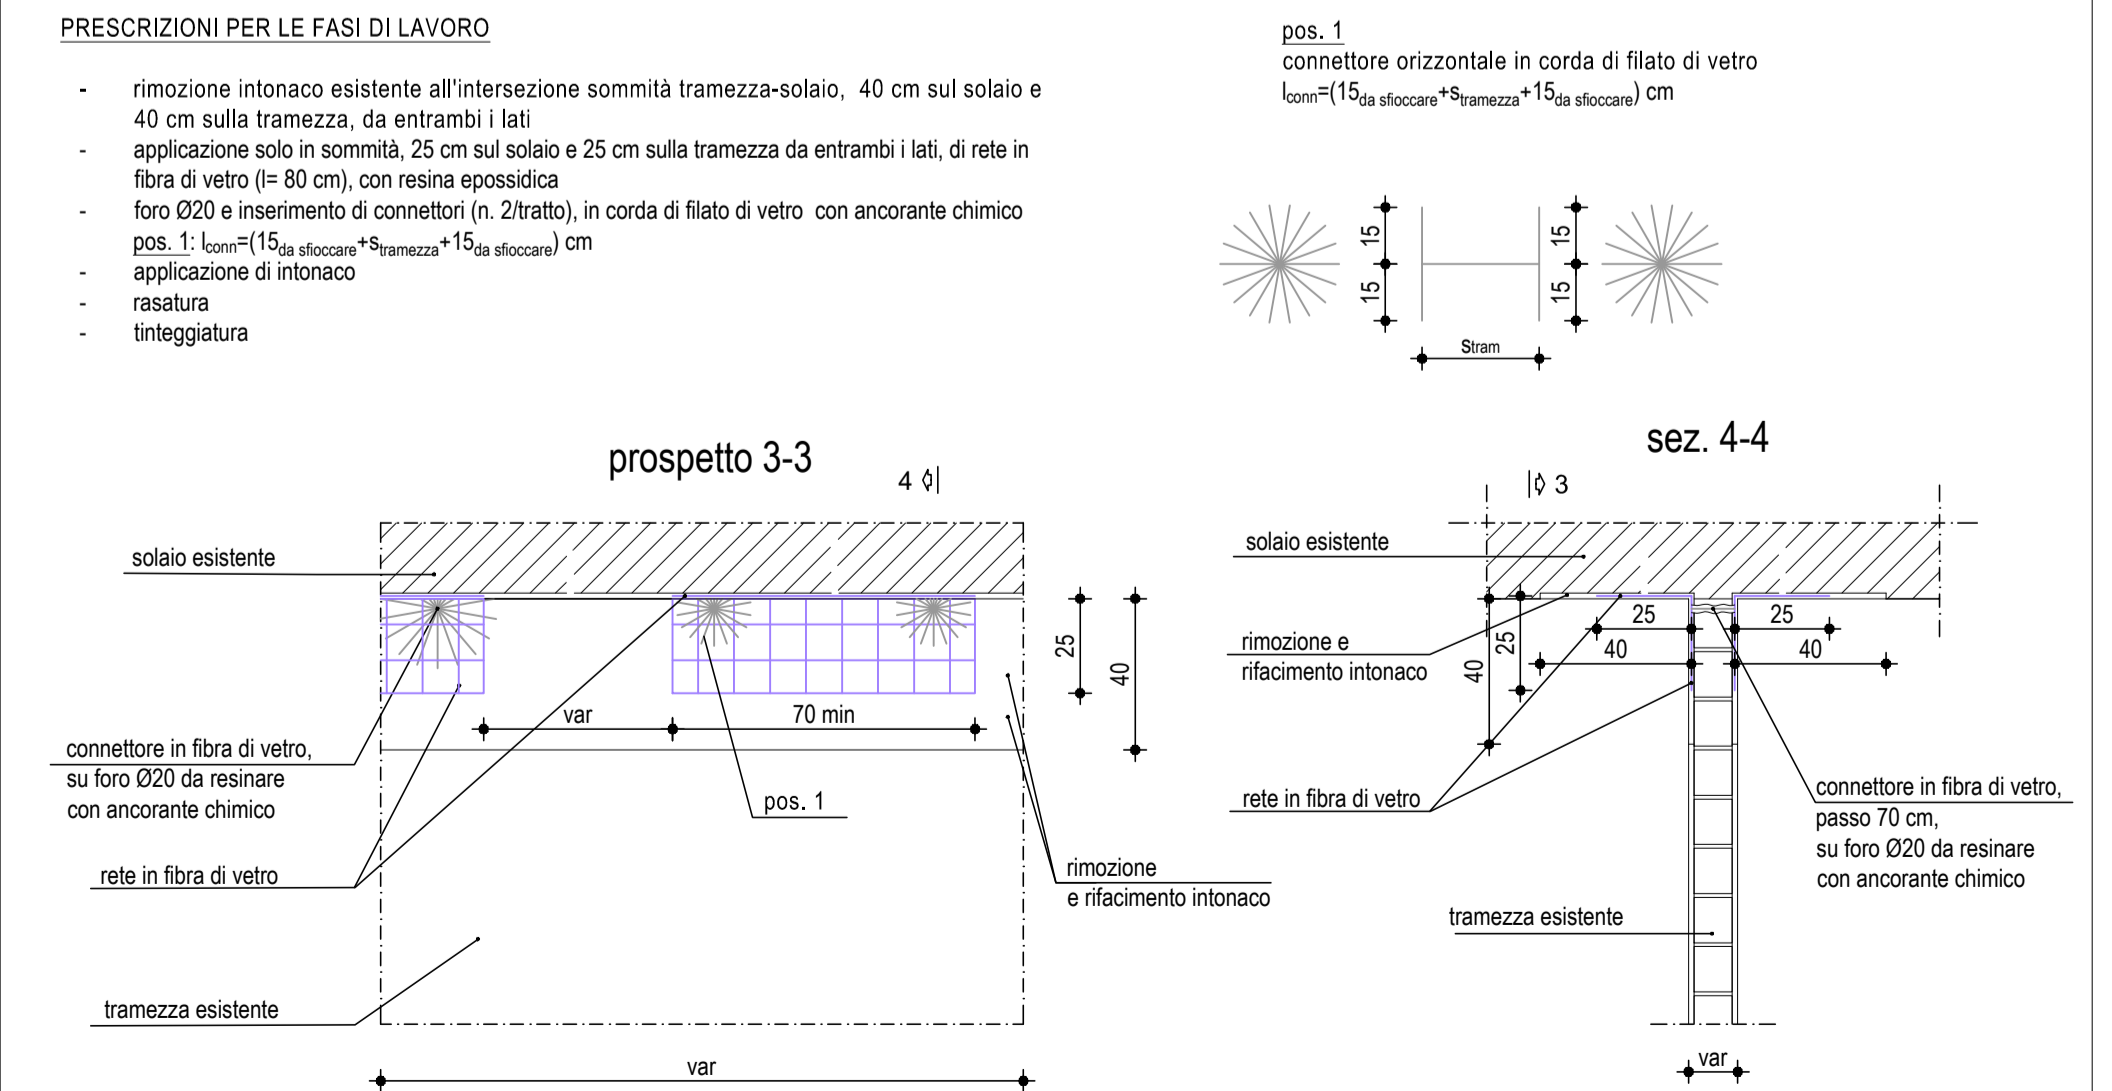 PRESCRIZIONI PER LE FASI DI LAVORO
- rimozione intonaco esistente all'intersezione sommità tramezza-solaio, 40 cm sul solaio e
40 cm sulla tramezza, da entrambi i lati
- applicazione solo in sommità, 25 cm sul solaio e 25 cm sulla tramezza da entrambi i lati, di rete in
fibra di vetro (l= 80 cm), con resina epossidica
- foro Ø20 e inserimento di connettori (n. 2/tratto), in corda di filato di vetro con ancorante chimico
pos. 1: lconn=(15da sfioccare+stramezza+15da sfioccare) cm
- applicazione di intonaco
- rasatura
- tinteggiatura
pos. 1
connettore orizzontale in corda di filato di vetro
lconn=(15da sfioccare+stramezza+15da sfioccare) cm
15
15
15
15
Stram
prospetto 3-3
4
solaio esistente
25
40
var
70 min
connettore in fibra di vetro,
su foro Ø20 da resinare
con ancorante chimico
pos. 1
rete in fibra di vetro
rimozione
e rifacimento intonaco
tramezza esistente
var
sez. 4-4
3
solaio esistente
25
25
40
40
25
40
rimozione e
rifacimento intonaco
rete in fibra di vetro
connettore in fibra di vetro,
passo 70 cm,
su foro Ø20 da resinare
con ancorante chimico
tramezza esistente
var